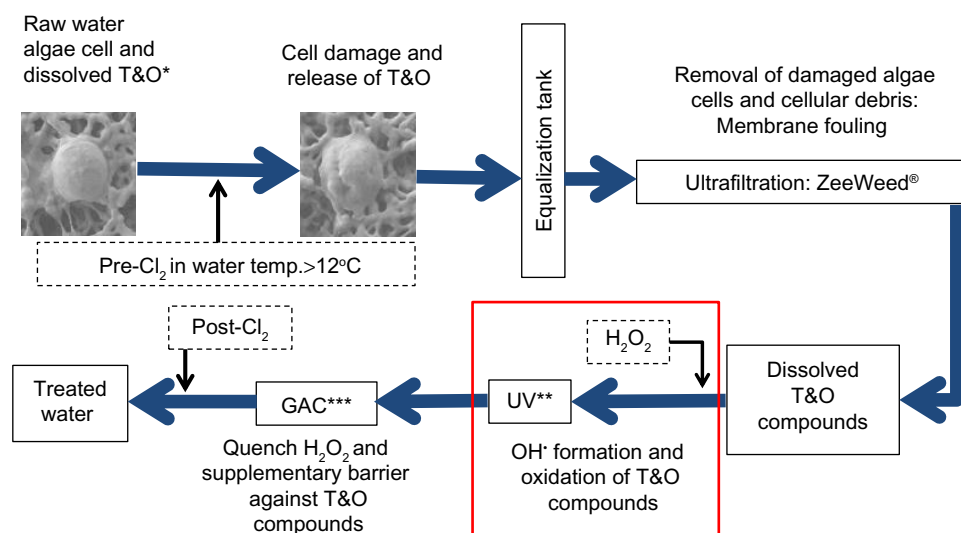 Raw water
algae cell and
dissolved T&O*
Cell damage and
release of T&O
Pre-Cl₂ in water temp.>12°C
Equalization tank
Removal of damaged algae
cells and cellular debris:
Membrane fouling
Ultrafiltration: ZeeWeed®
Dissolved
T&O
compounds
H₂O₂
UV**
OH• formation and
oxidation of T&O
compounds
GAC***
Quench H₂O₂ and
supplementary barrier
against T&O
compounds
Post-Cl₂
Treated
water